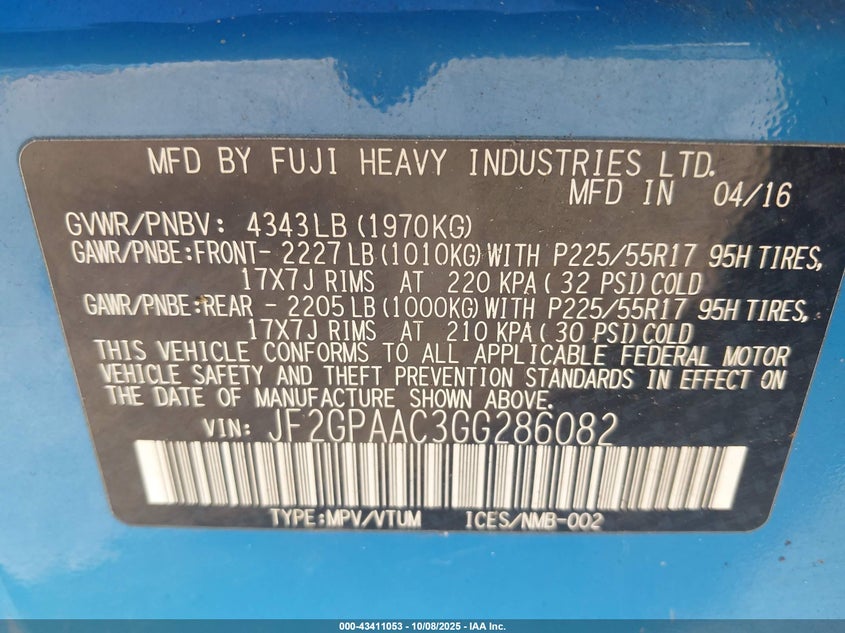 MFD BY FUJI HEAVY INDUSTRIES LTD.
MFD IN 04/16
GVWR/PNBV: 4343LB(1970KG)
GAWR/PNBE:FRONT- 2227LB(1010KG)WITH P225/55R17 95H TIRES,
17X7J RIMS AT 220 KPA(32 PSI)COLD
GAWR/PNBE:REAR - 2205LB(1000KG)WITH P225/55R17 95H TIRES,
17X7J RIMS AT 210 KPA(30 PSI)COLD
THIS VEHICLE CONFORMS TO ALL APPLICABLE FEDERAL MOTOR
VEHICLE SAFETY AND THEFT PREVENTION STANDARDS IN EFFECT ON
THE DATE OF MANUFACTURE SHOWN ABOVE.
VIN: JF2GPAAC3GG286082
TYPE:MPV/VTUM ICES/NMB-002
000-43411053 - 10/08/2025 - IAA Inc.